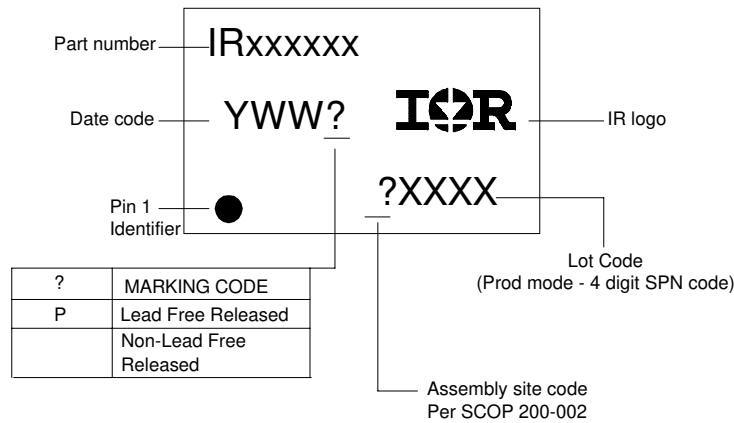 Part number
IRxxxxxx
Date code
YWW?
IOR
IR logo
Pin 1
Identifier
?XXXX
Lot Code
(Prod mode - 4 digit SPN code)
? MARKING CODE
P Lead Free Released
Non-Lead Free
Released
Assembly site code
Per SCOP 200-002